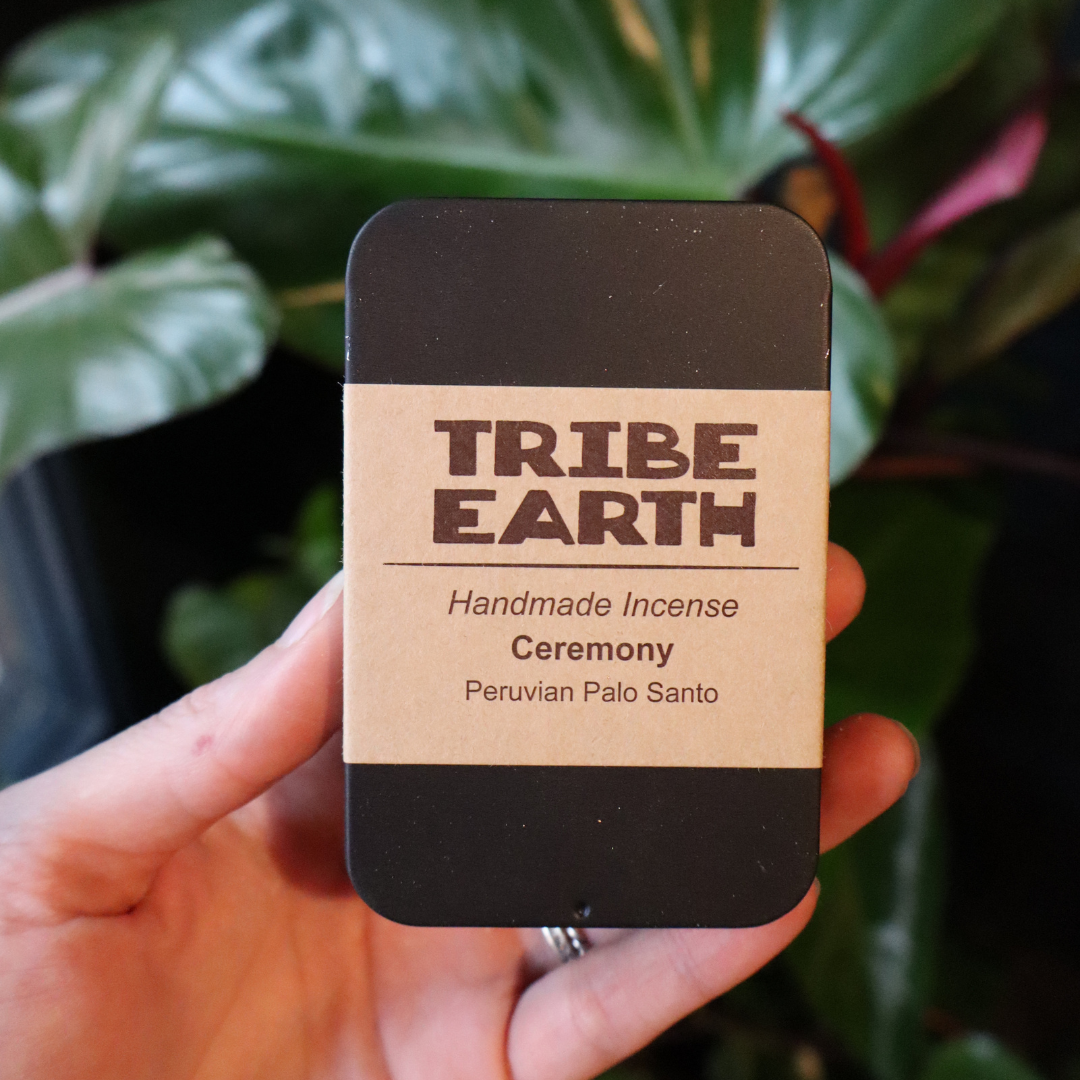 TRIBE
EARTH
Handmade Incense
Ceremony
Peruvian Palo Santo